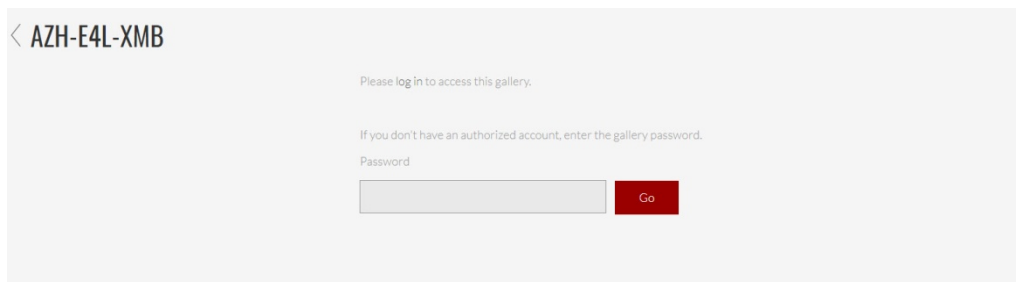 AZH-E4L-XMB
Please log in to access this gallery.
If you don't have an authorized account, enter the gallery password.
Password
Go